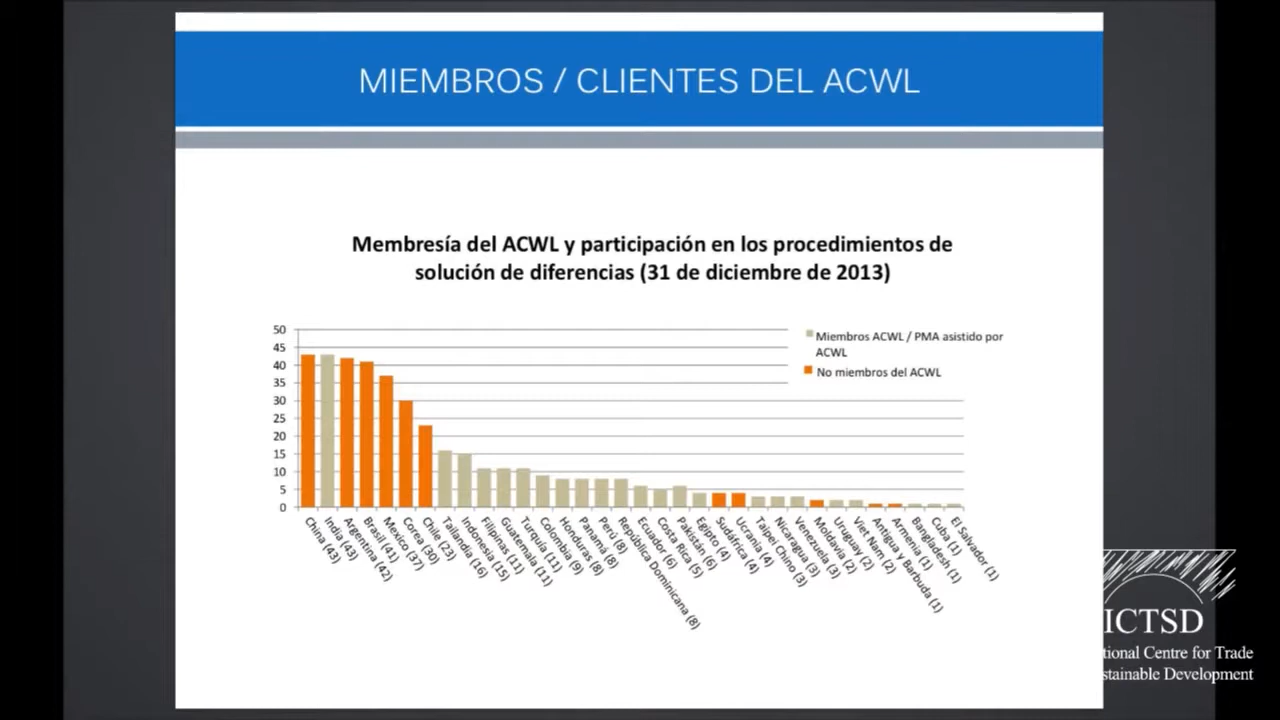 MIEMBROS / CLIENTES DEL ACWL
Membresía del ACWL y participación en los procedimientos de
solución de diferencias (31 de diciembre de 2013)
50
45
40
35
30
25
20
15
10
5
0
Miembros ACWL / PMA asistido por
ACWL
No miembros del ACWL
China (43)
India (43)
Argentina (42)
Brasil (41)
Mexico (37)
Corea (30)
Chile (23)
Tailandia (16)
Indonesia (15)
Filipinas (11)
Guatemala (11)
Turquía (11)
Colombia (9)
Honduras (8)
Panamá (8)
Perú (8)
República Dominicana (8)
Ecuador (6)
Costa Rica (5)
Pakistán (6)
Egipto (4)
Sudáfrica (4)
Ucrania (4)
Taipei Chino (3)
Nicaragua (3)
Venezuela (3)
Moldavia (2)
Uruguay (2)
Viet Nam (2)
Antigua y Barbuda (1)
Armenia (1)
Bangladesh (1)
Cuba (1)
El Salvador (1)
ICTSD
tional Centre for Trade
stainable Development